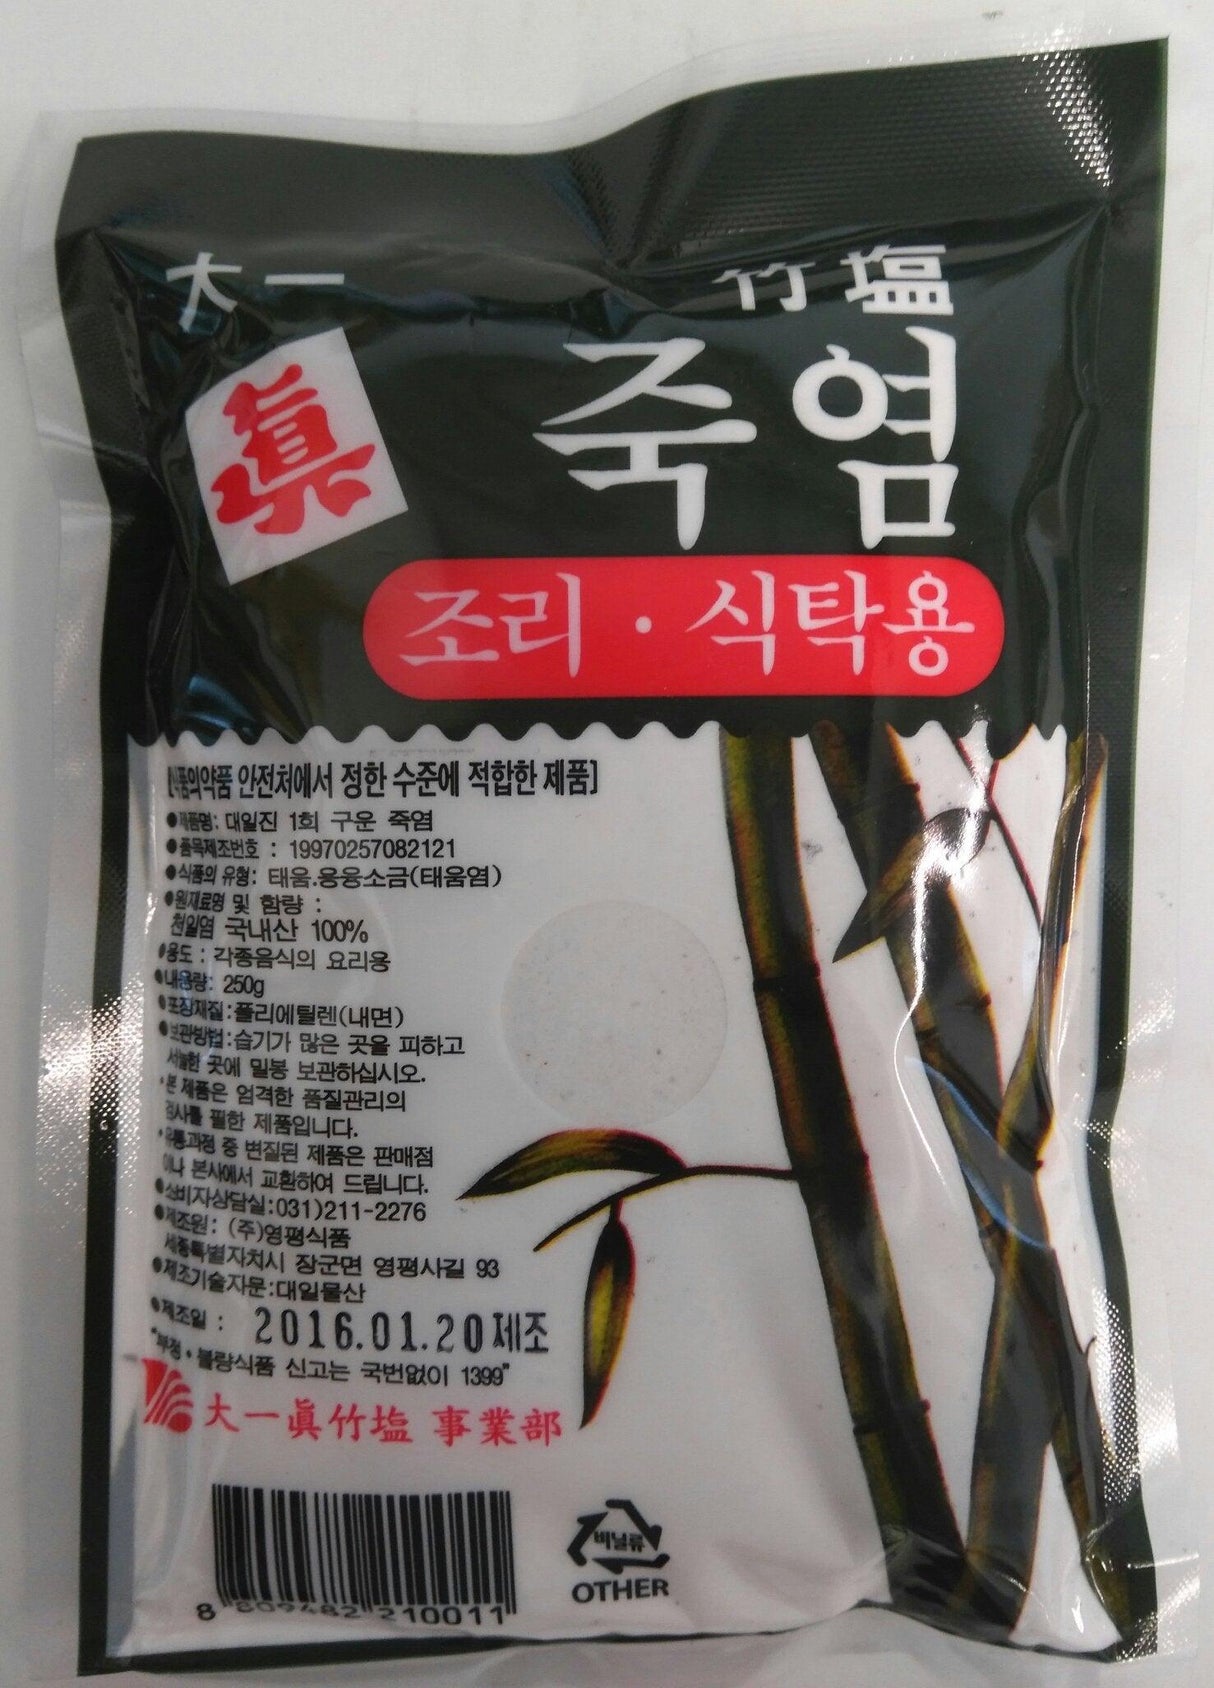 大一 竹塩
眞
죽염
조리 · 식탁용
[식품의약품 안전처에서 정한 수준에 적합한 제품]
●제품명: 대일진 1회 구운 죽염
●품목제조번호 : 19970257082121
●식품의 유형: 태움.용융소금(태움염)
●원재료명 및 함량 :
천일염 국내산 100%
●용도 : 각종음식의 요리용
●내용량: 250g
●포장재질:폴리에틸렌(내면)
●보관방법:습기가 많은 곳을 피하고
서늘한 곳에 밀봉 보관하십시오.
·본 제품은 엄격한 품질관리의
검사를 필한 제품입니다.
·유통과정 중 변질된 제품은 판매점
이나 본사에서 교환하여 드립니다.
●소비자상담실:031)211-2276
●제조원: (주)영평식품
세종특별자치시 장군면 영평사길 93
●제조기술자문:대일물산
●제조일 : 2016.01.20제조
"부정·불량식품 신고는 국번없이 1399"
大一眞竹塩 事業部
비닐류
OTHER
8 809482 210011